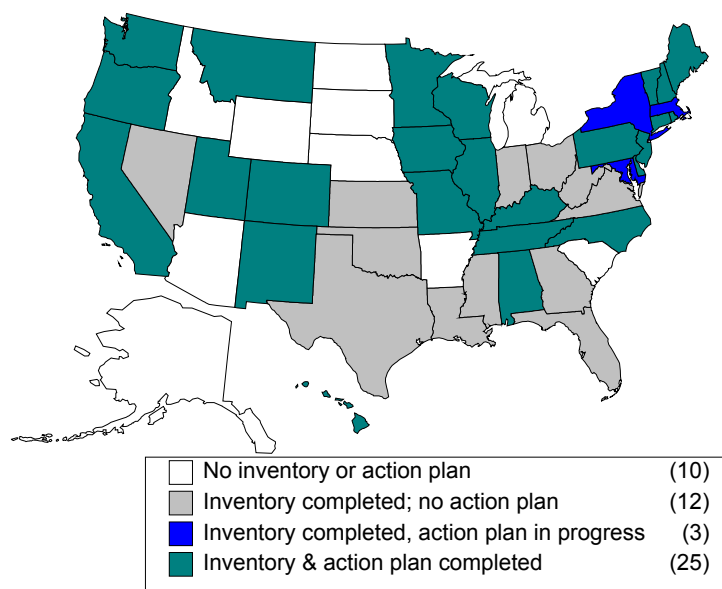 No inventory or action plan (10)
Inventory completed; no action plan (12)
Inventory completed, action plan in progress (3)
Inventory & action plan completed (25)